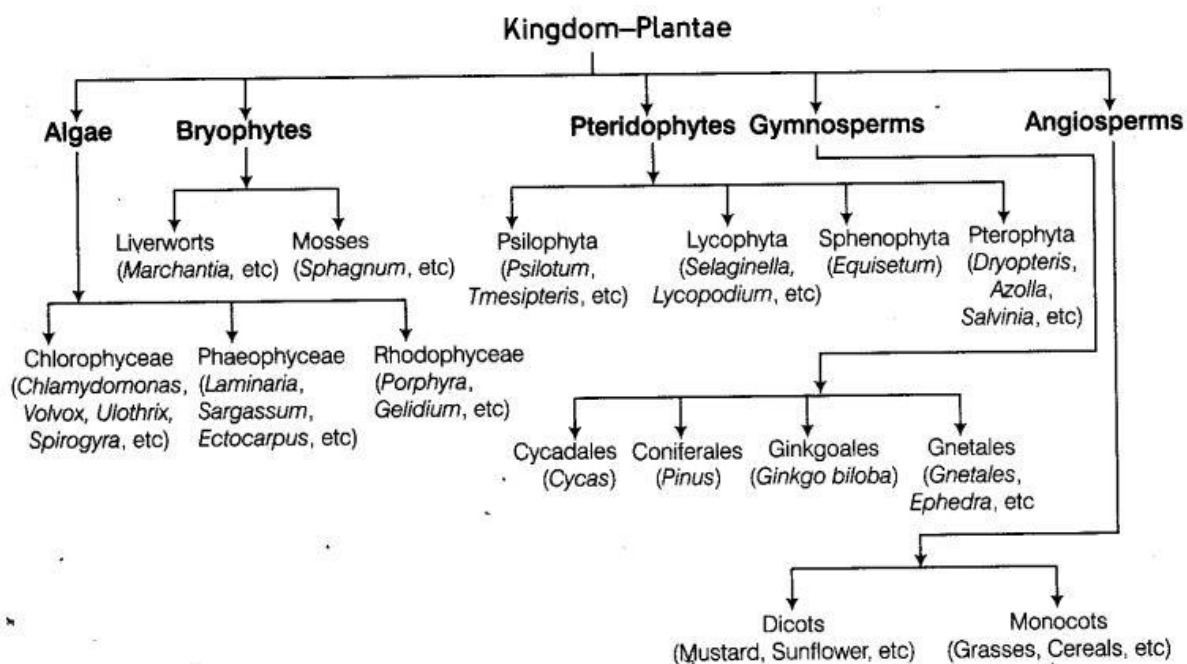 Kingdom–Plantae
Algae
Bryophytes
Pteridophytes
Gymnosperms
Angiosperms
Liverworts
(Marchantia, etc)
Mosses
(Sphagnum, etc)
Psilophyta
(Psilotum,
Tmesipteris, etc)
Lycophyta
(Selaginella,
Lycopodium, etc)
Sphenophyta
(Equisetum)
Pterophyta
(Dryopteris,
Azolla,
Salvinia, etc)
Chlorophyceae
(Chlamydomonas,
Volvox, Ulothrix,
Spirogyra, etc)
Phaeophyceae
(Laminaria,
Sargassum,
Ectocarpus, etc)
Rhodophyceae
(Porphyra,
Gelidium, etc)
Cycadales
(Cycas)
Coniferales
(Pinus)
Ginkgoales
(Ginkgo biloba)
Gnetales
(Gnetales,
Ephedra, etc
Dicots
(Mustard, Sunflower, etc)
Monocots
(Grasses, Cereals, etc)